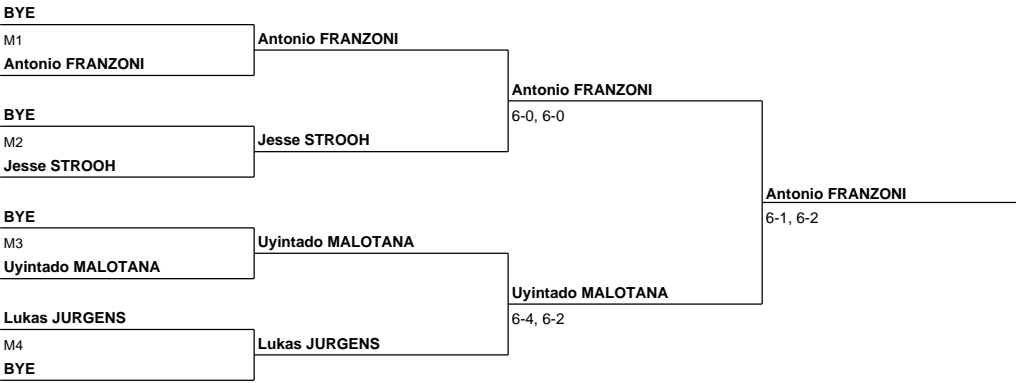 BYE
M1
Antonio FRANZONI
Antonio FRANZONI
BYE
M2
Jesse STROOH
Jesse STROOH
Antonio FRANZONI
6-0, 6-0
BYE
M3
Uyintado MALOTANA
Uyintado MALOTANA
Lukas JURGENS
M4
BYE
Lukas JURGENS
Uyintado MALOTANA
6-4, 6-2
Antonio FRANZONI
6-1, 6-2